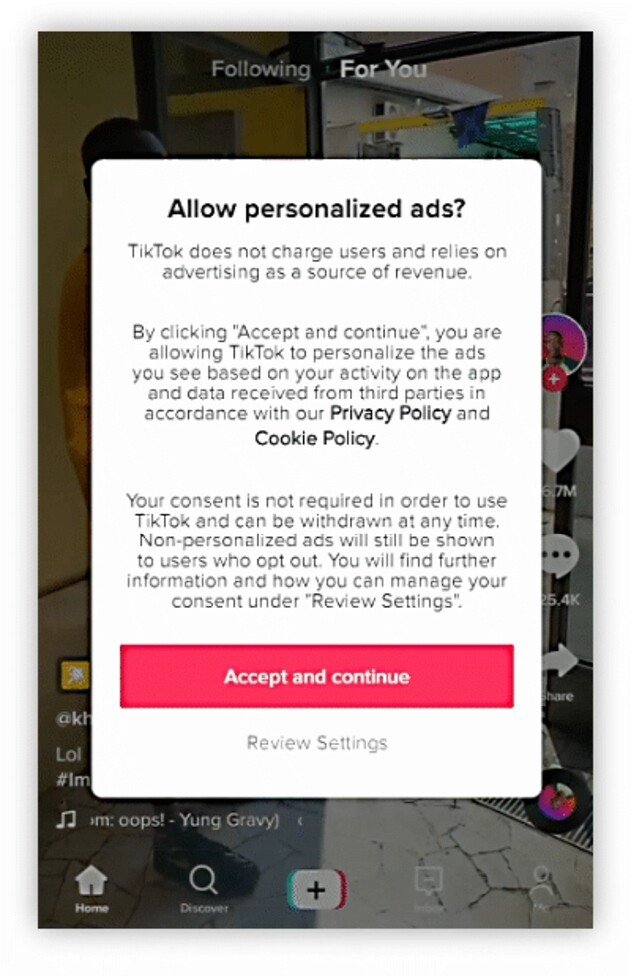 Following For You
Allow personalized ads?
TikTok does not charge users and relies on
advertising as a source of revenue.
By clicking "Accept and continue", you are
allowing TikTok to personalize the ads
you see based on your activity on the app
and data received from third parties in
accordance with our Privacy Policy and
Cookie Policy.
6.7M
Your consent is not required in order to use
TikTok and can be withdrawn at any time.
Non-personalized ads will still be shown
to users who opt out. You will find further
information and how you can manage your
consent under "Review Settings".
25.4K
Accept and continue
Share
@kh
Review Settings
Lol
#Im
om: oops! - Yung Gravy)
Home Discover Inbox Me